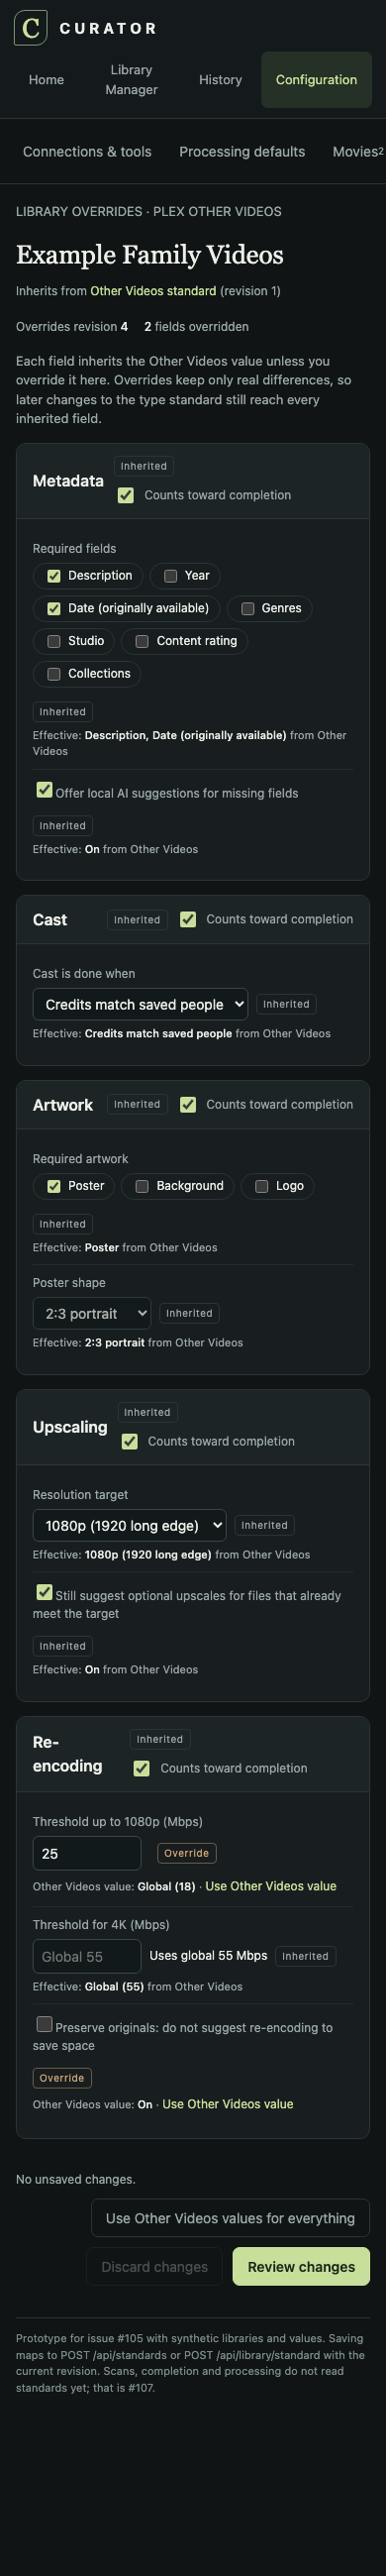 C CURATOR
Home
Library
Manager
History
Configuration
Connections & tools
Processing defaults
Movies2
LIBRARY OVERRIDES · PLEX OTHER VIDEOS
Example Family Videos
Inherits from Other Videos standard (revision 1)
Overrides revision 4 2 fields overridden
Each field inherits the Other Videos value unless you
override it here. Overrides keep only real differences, so
later changes to the type standard still reach every
inherited field.
Metadata
Inherited
Counts toward completion
Required fields
Description
Year
Date (originally available)
Genres
Studio
Content rating
Collections
Inherited
Effective: Description, Date (originally available) from Other
Videos
Offer local AI suggestions for missing fields
Inherited
Effective: On from Other Videos
Cast
Inherited
Counts toward completion
Cast is done when
Credits match saved people
Inherited
Effective: Credits match saved people from Other Videos
Artwork
Inherited
Counts toward completion
Required artwork
Poster
Background
Logo
Inherited
Effective: Poster from Other Videos
Poster shape
2:3 portrait
Inherited
Effective: 2:3 portrait from Other Videos
Upscaling
Inherited
Counts toward completion
Resolution target
1080p (1920 long edge)
Inherited
Effective: 1080p (1920 long edge) from Other Videos
Still suggest optional upscales for files that already
meet the target
Inherited
Effective: On from Other Videos
Re-
encoding
Inherited
Counts toward completion
Threshold up to 1080p (Mbps)
25
Override
Other Videos value: Global (18) · Use Other Videos value
Threshold for 4K (Mbps)
Global 55
Uses global 55 Mbps
Inherited
Effective: Global (55) from Other Videos
Preserve originals: do not suggest re-encoding to
save space
Override
Other Videos value: On · Use Other Videos value
No unsaved changes.
Use Other Videos values for everything
Discard changes
Review changes
Prototype for issue #105 with synthetic libraries and values. Saving
maps to POST /api/standards or POST /api/library/standard with the
current revision. Scans, completion and processing do not read
standards yet; that is #107.